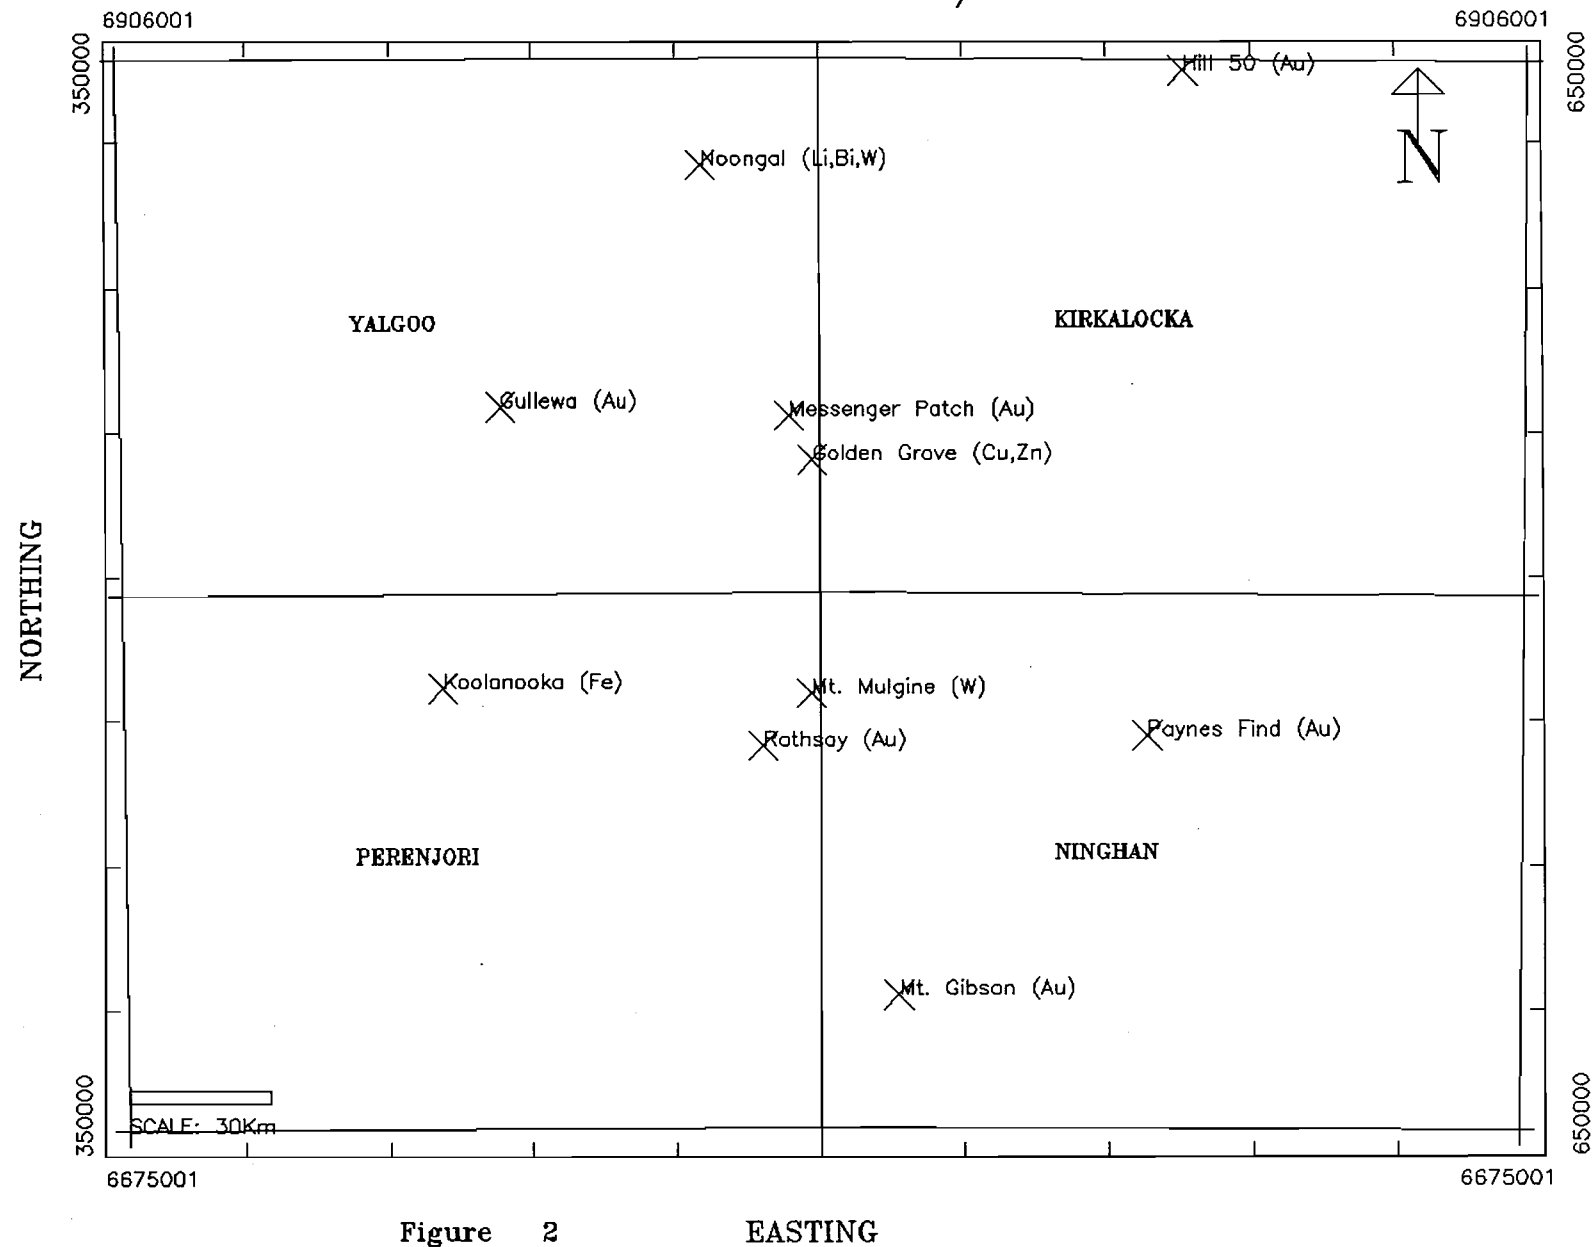 6906001 6906001
350000 650000
Hill 50 (Au)
N
Noongal (Li,Bi,W)
YALGOO KIRKALOCKA
Gullewa (Au)
Messenger Patch (Au)
Golden Grove (Cu,Zn)
NORTHING
Koolanooka (Fe)
Mt. Mulgine (W)
Paynes Find (Au)
Rothsay (Au)
PERENJORI NINGHAN
Mt. Gibson (Au)
350000 650000
SCALE: 30Km
6675001 6675001
Figure 2 EASTING